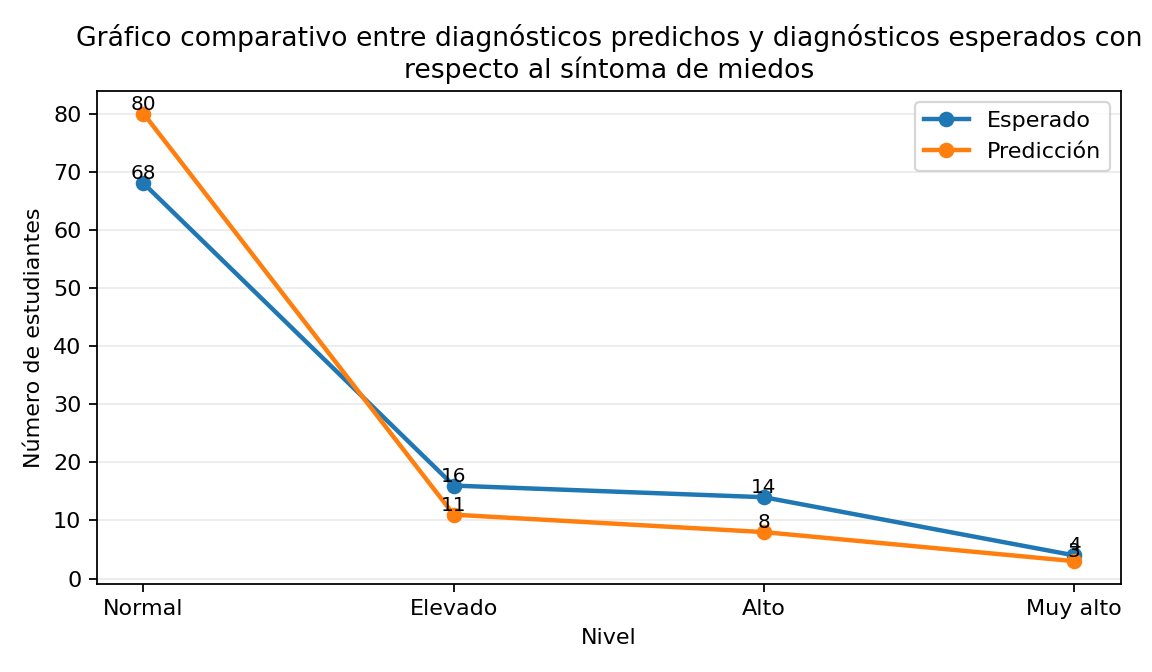 Gráfico comparativo entre diagnósticos predichos y diagnósticos esperados con
respecto al síntoma de miedos
Esperado
Predicción
Número de estudiantes
80
70
60
50
40
30
20
10
0
80
68
16
11
14
8
4
3
Normal
Elevado
Alto
Muy alto
Nivel